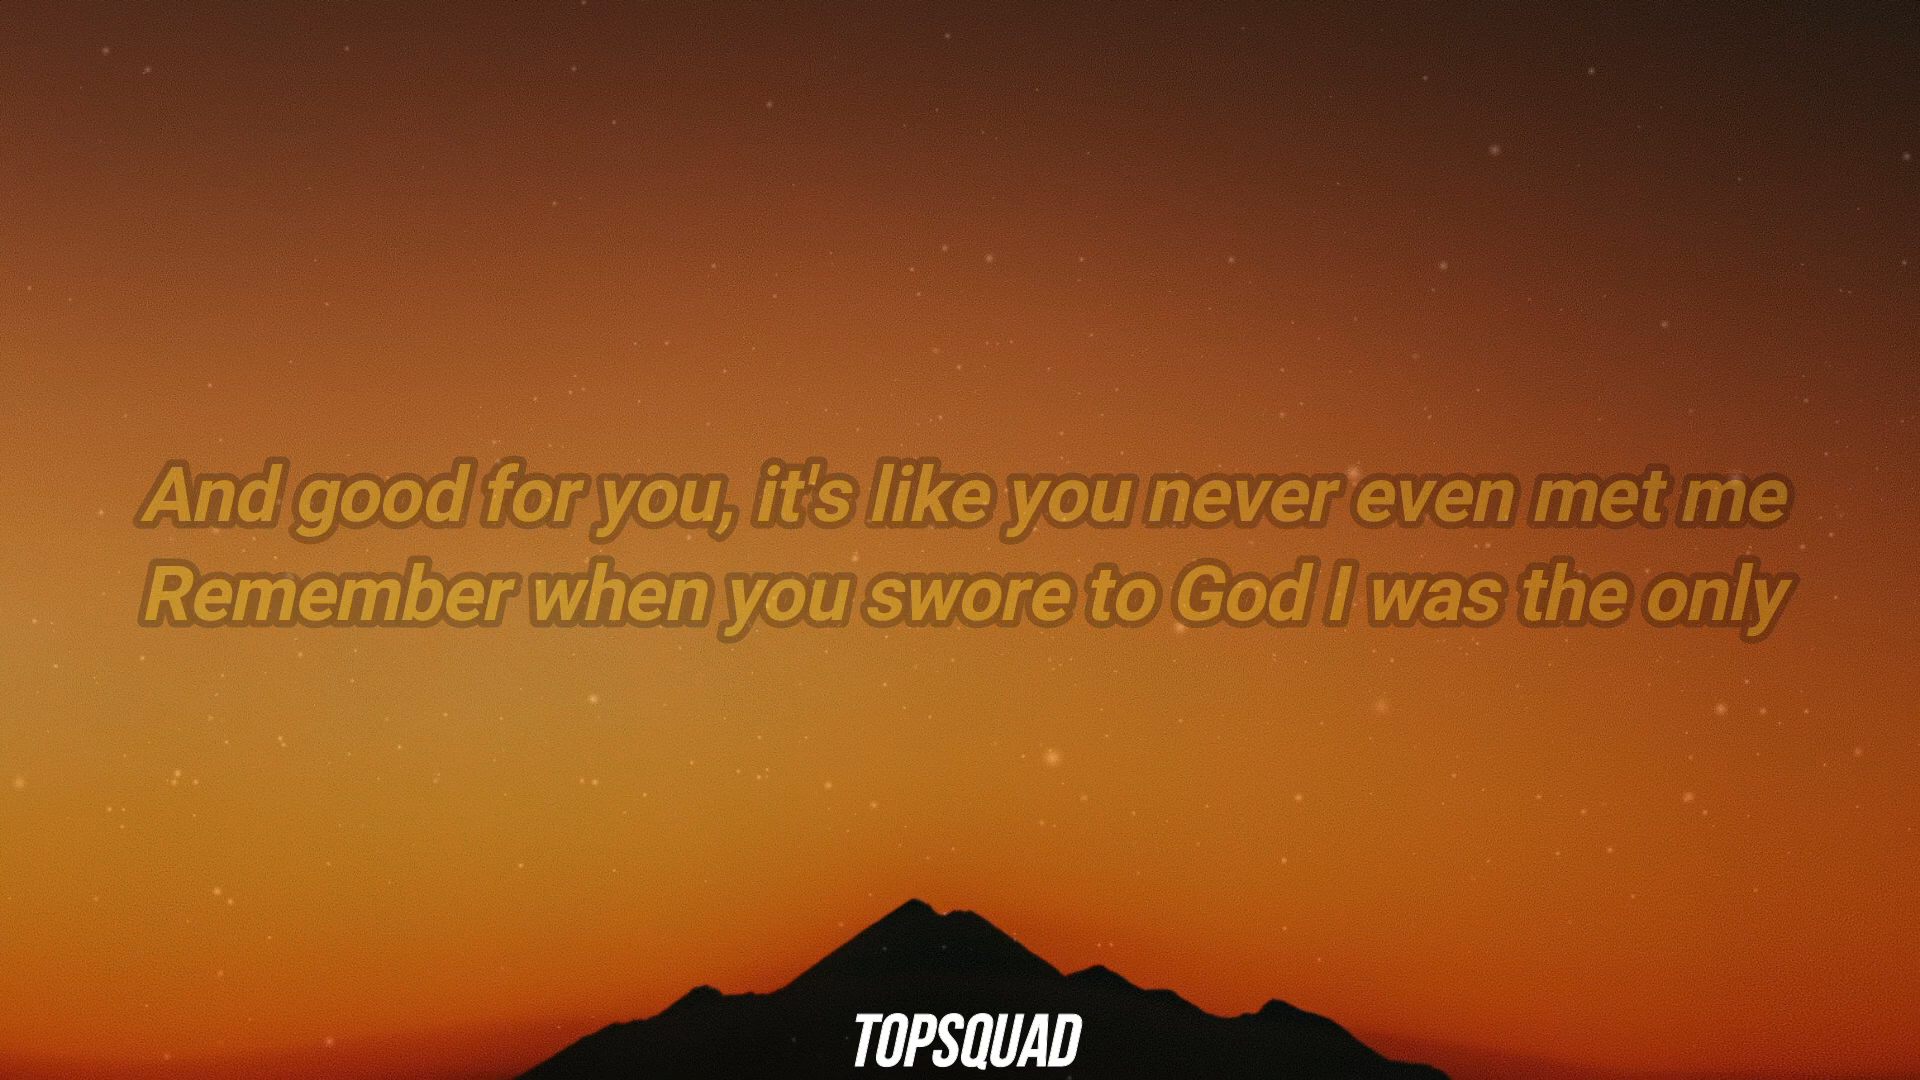 And good for you, it's like you never even met me
Remember when you swore to God I was the only
TOPSQUAD